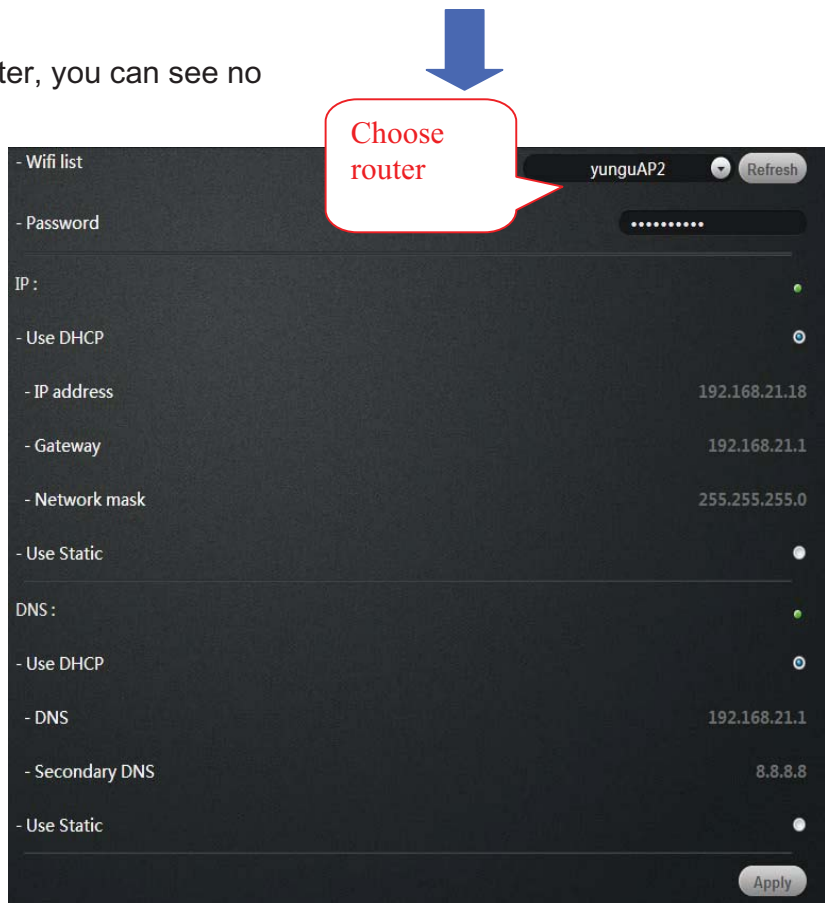 ter, you can see no
Choose
router
- Wifi list yunguAP2 Refresh
- Password ••••••••••
IP :
- Use DHCP
- IP address 192.168.21.18
- Gateway 192.168.21.1
- Network mask 255.255.255.0
- Use Static
DNS :
- Use DHCP
- DNS 192.168.21.1
- Secondary DNS 8.8.8.8
- Use Static
Apply